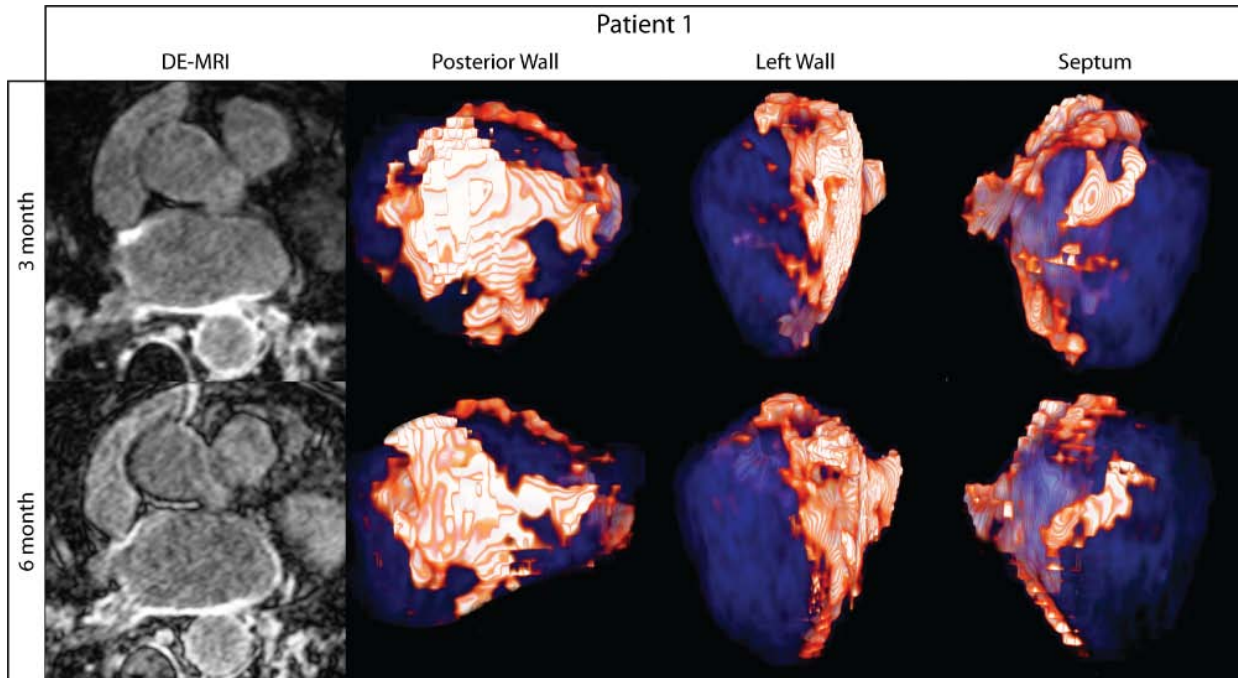 Patient 1
DE-MRI
Posterior Wall
Left Wall
Septum
3 month
6 month